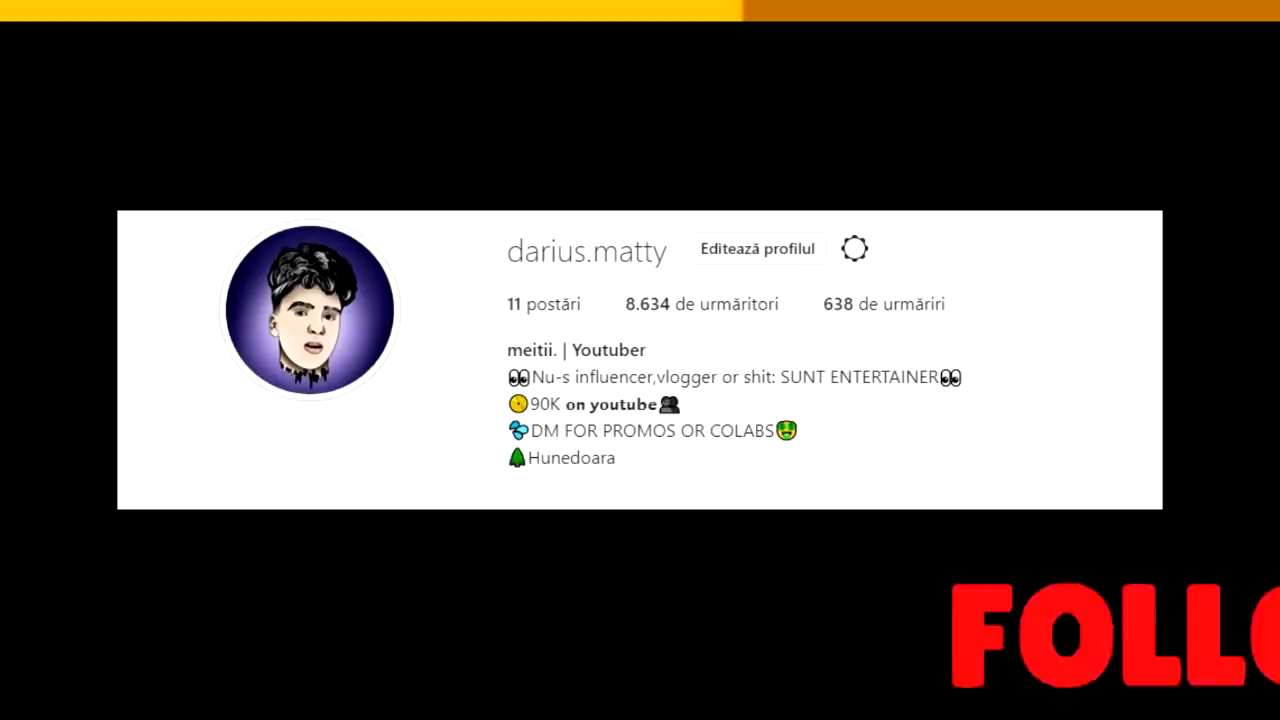 darius.matty Editează profilul
11 postări 8.634 de urmăritori 638 de urmăriri
meitii. | Youtuber
👀Nu-s influencer,vlogger or shit: SUNT ENTERTAINER👀
📀90K on youtube👥
💦DM FOR PROMOS OR COLABS🤑
🌲Hunedoara
FOLLO